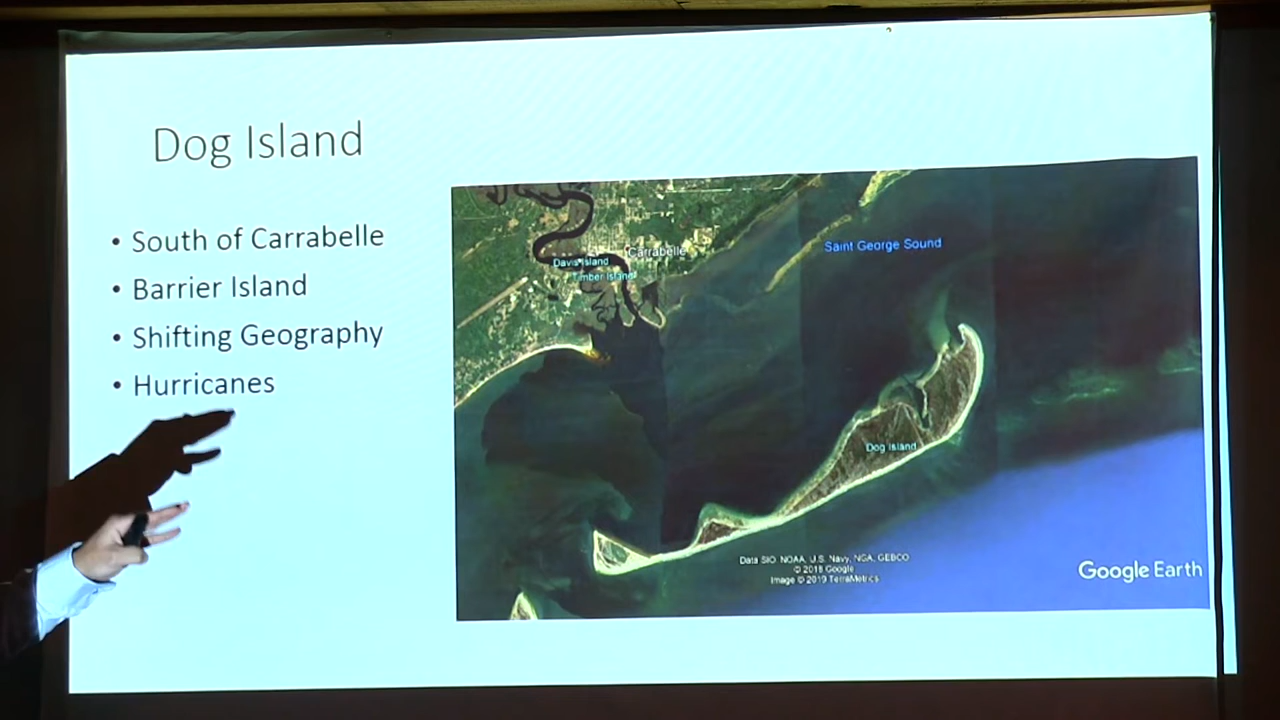 Dog Island
• South of Carrabelle
• Barrier Island
• Shifting Geography
• Hurricanes
Carrabelle
Saint George Sound
Davis Island
Timber Island
Dog Island
Data SIO, NOAA, U.S. Navy, NGA, GEBCO
© 2018 Google
Image © 2019 TerraMetrics
Google Earth